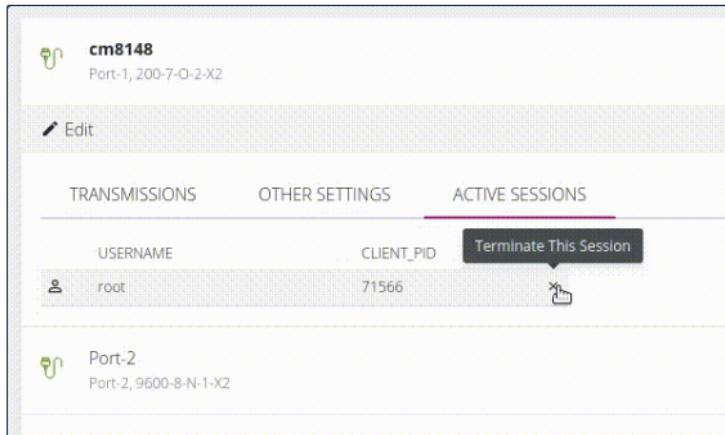 cm8148
Port-1, 200-7-O-2-X2
Edit
TRANSMISSIONS OTHER SETTINGS ACTIVE SESSIONS
Terminate This Session
USERNAME CLIENT_PID
root 71566
Port-2
Port-2, 9600-8-N-1-X2